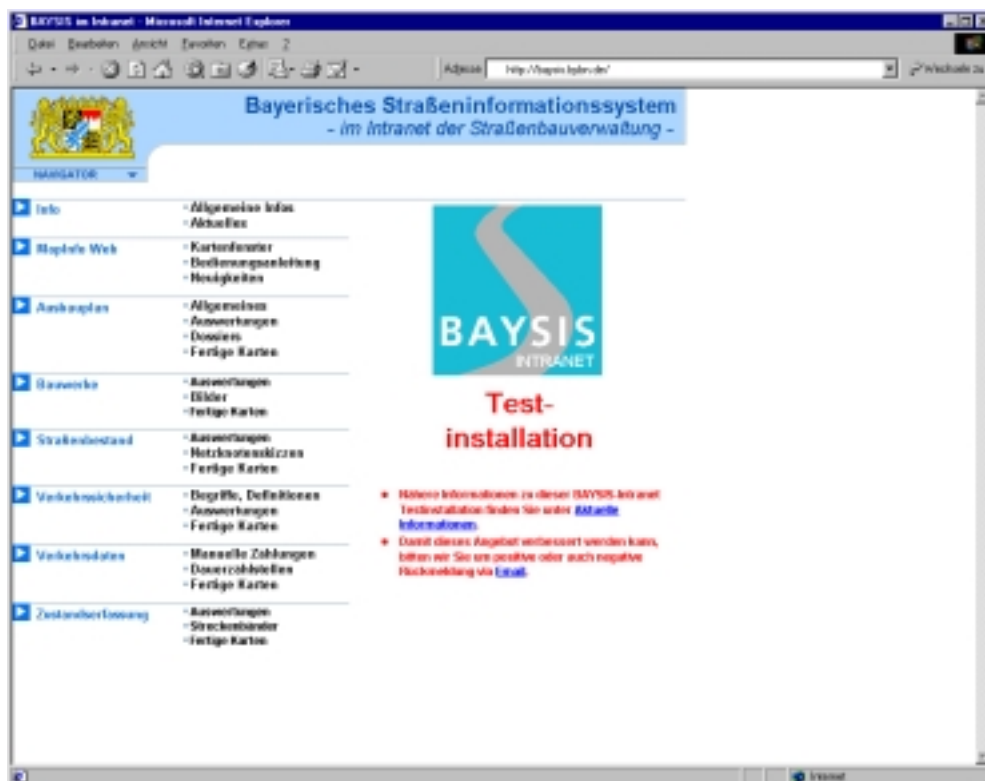 BAYSIS im Intranet - Microsoft Internet Explorer
Datei Bearbeiten Ansicht Favoriten Extras ?
Adresse
Wechseln zu
Bayerisches Straßeninformationssystem
- im Intranet der Straßenbauverwaltung -
NAVIGATOR
Info
- Allgemeine Infos
- Aktuelles
MapInfo Web
- Kartenfenster
- Bedienungsanleitung
- Neuigkeiten
Ausbauplan
- Allgemeines
- Auswertungen
- Dossiers
- Fertige Karten
Bauwerke
- Auswertungen
- Bilder
- Fertige Karten
Straßenbestand
- Auswertungen
- Netzknotenskizzen
- Fertige Karten
Verkehrssicherheit
- Begriffe, Definitionen
- Auswertungen
- Fertige Karten
Verkehrsdaten
- Manuelle Zählungen
- Dauerzählstellen
- Fertige Karten
Zustandserfassung
- Auswertungen
- Streckenbänder
- Fertige Karten
BAYSIS
INTRANET
Test-
installation
Nähere Informationen zu dieser BAYSIS-Intranet
Testinstallation finden Sie unter Aktuelle
Informationen.
Damit dieses Angebot verbessert werden kann,
bitten wir Sie um positive oder auch negative
Rückmeldung via Email.
Internet